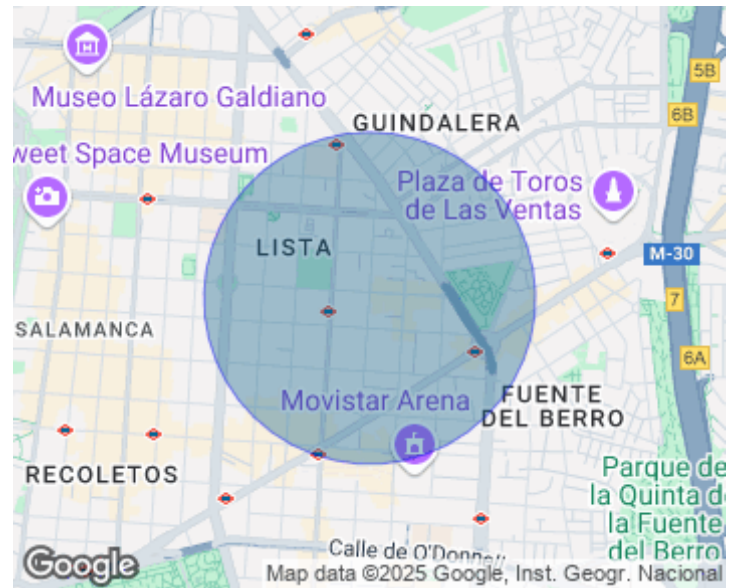 5B
Museo Lázaro Galdiano
GUINDALERA
6B
weet Space Museum
Plaza de Toros
de Las Ventas
LISTA
M-30
7
SALAMANCA
6A
Movistar Arena
FUENTE
DEL BERRO
RECOLETOS
Parque de
la Quinta d
la Fuente
del Berro
Calle de O'Donnell
Google
Map data ©2025 Google, Inst. Geogr. Nacional